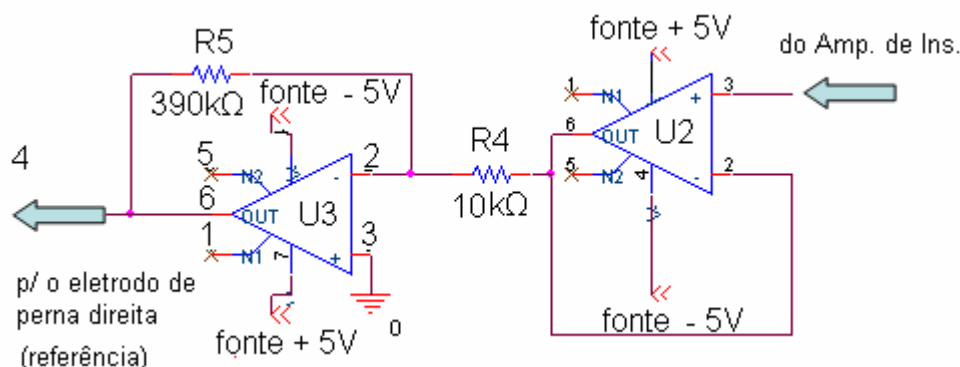 R5
390kΩ
fonte - 5V
4
5
N2
6
OUT
1
N1
U3
-
2
+
3
7
fonte + 5V
0
p/ o eletrodo de
perna direita
(referência)
R4
10kΩ
fonte + 5V
do Amp. de Ins.
1
N1
+
3
6
OUT
U2
5
N2
4
-
2
fonte - 5V